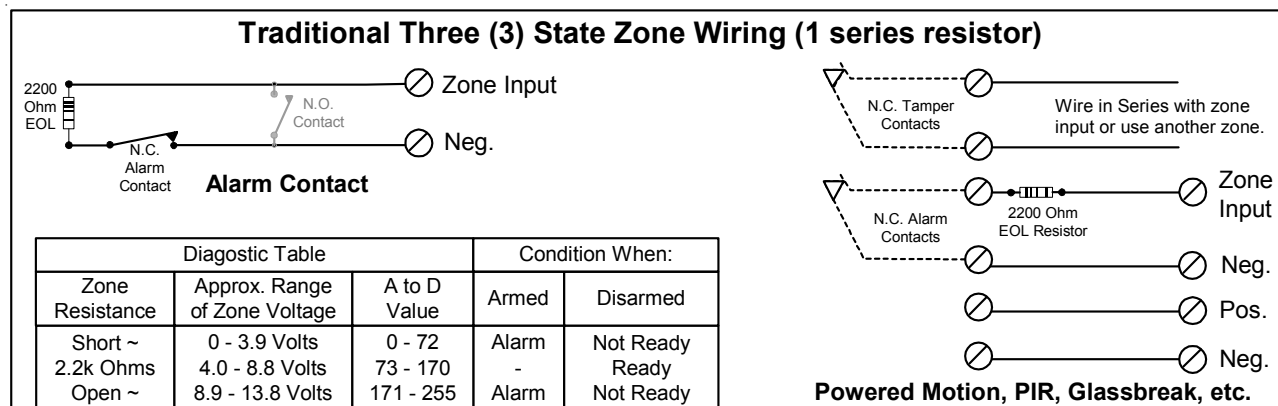 Traditional Three (3) State Zone Wiring (1 series resistor)
2200
Ohm
EOL
N.C.
Alarm
Contact
N.O.
Contact
Zone Input
Neg.
Alarm Contact
N.C. Tamper
Contacts
Wire in Series with zone
input or use another zone.
N.C. Alarm
Contacts
2200 Ohm
EOL Resistor
Zone
Input
Neg.
Pos.
Neg.
Powered Motion, PIR, Glassbreak, etc.
Diagostic Table Condition When:
Zone Resistance Approx. Range of Zone Voltage A to D Value Armed Disarmed
Short ~ 0 - 3.9 Volts 0 - 72 Alarm Not Ready
2.2k Ohms 4.0 - 8.8 Volts 73 - 170 - Ready
Open ~ 8.9 - 13.8 Volts 171 - 255 Alarm Not Ready